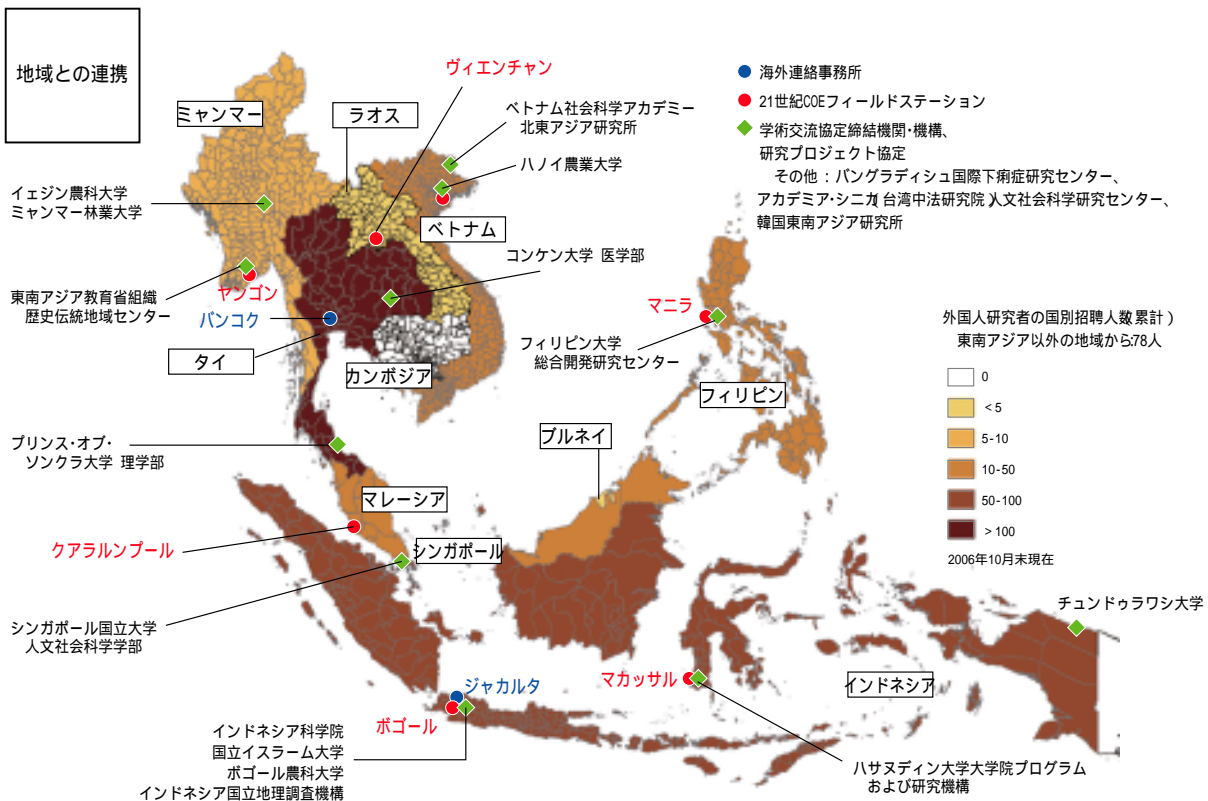 地域との連携
ミャンマー
ラオス
ヴィエンチャン
ベトナム社会科学アカデミー
北東アジア研究所
ハノイ農業大学
ベトナム
イェジン農科大学
ミャンマー林業大学
東南アジア教育省組織
歴史伝統地域センター
ヤンゴン
バンコク
タイ
カンボジア
コンケン大学 医学部
マニラ
フィリピン大学
総合開発研究センター
フィリピン
ブルネイ
プリンス・オブ・
ソンクラ大学 理学部
マレーシア
クアラルンプール
シンガポール
シンガポール国立大学
人文社会科学学部
ジャカルタ
ボゴール
インドネシア科学院
国立イスラーム大学
ボゴール農科大学
インドネシア国立地理調査機構
マカッサル
インドネシア
チュンドゥラワシ大学
ハサヌディン大学大学院プログラム
および研究機構
海外連絡事務所
21世紀COEフィールドステーション
学術交流協定締結機関・機構、
研究プロジェクト協定
その他：バングラディシュ国際下痢症研究センター、
アカデミア・シニカ(台湾中法研究院)人文社会科学研究センター、
韓国東南アジア研究所
外国人研究者の国別招聘人数(累計)
東南アジア以外の地域から:78人
0
<5
5-10
10-50
50-100
>100
2006年10月末現在